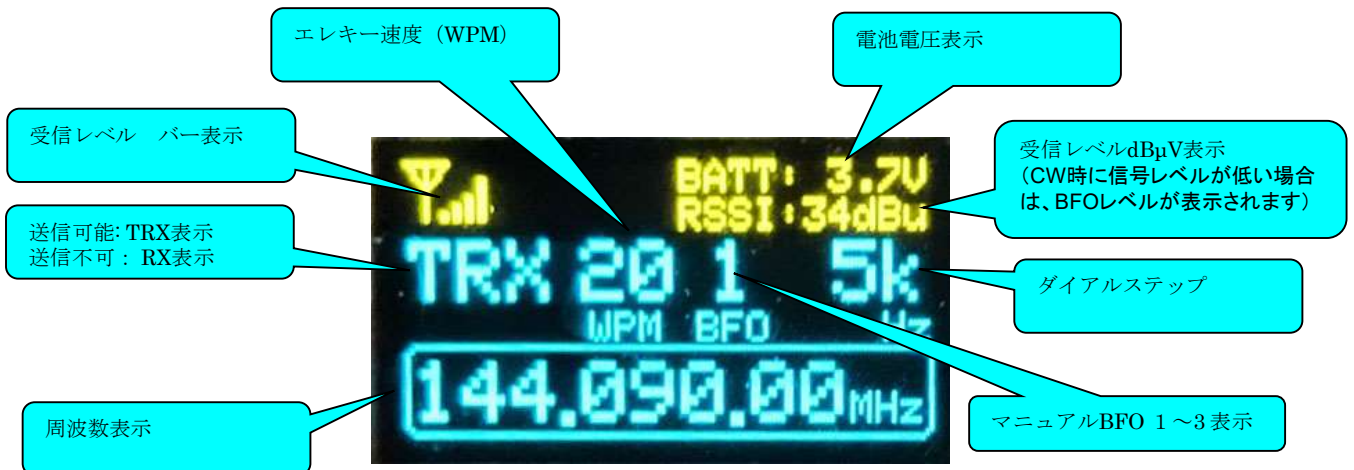 エレキー速度（WPM）
電池電圧表示
受信レベル　バー表示
受信レベルdBµV表示
（CW時に信号レベルが低い場合
は、BFOレベルが表示されます）
送信可能: TRX表示
送信不可： RX表示
ダイアルステップ
周波数表示
マニュアルBFO 1～3 表示
BATT: 3.7V
RSSI:34dBu
TRX 20 1 5k
WPM BFO Hz
144.090.00MHz